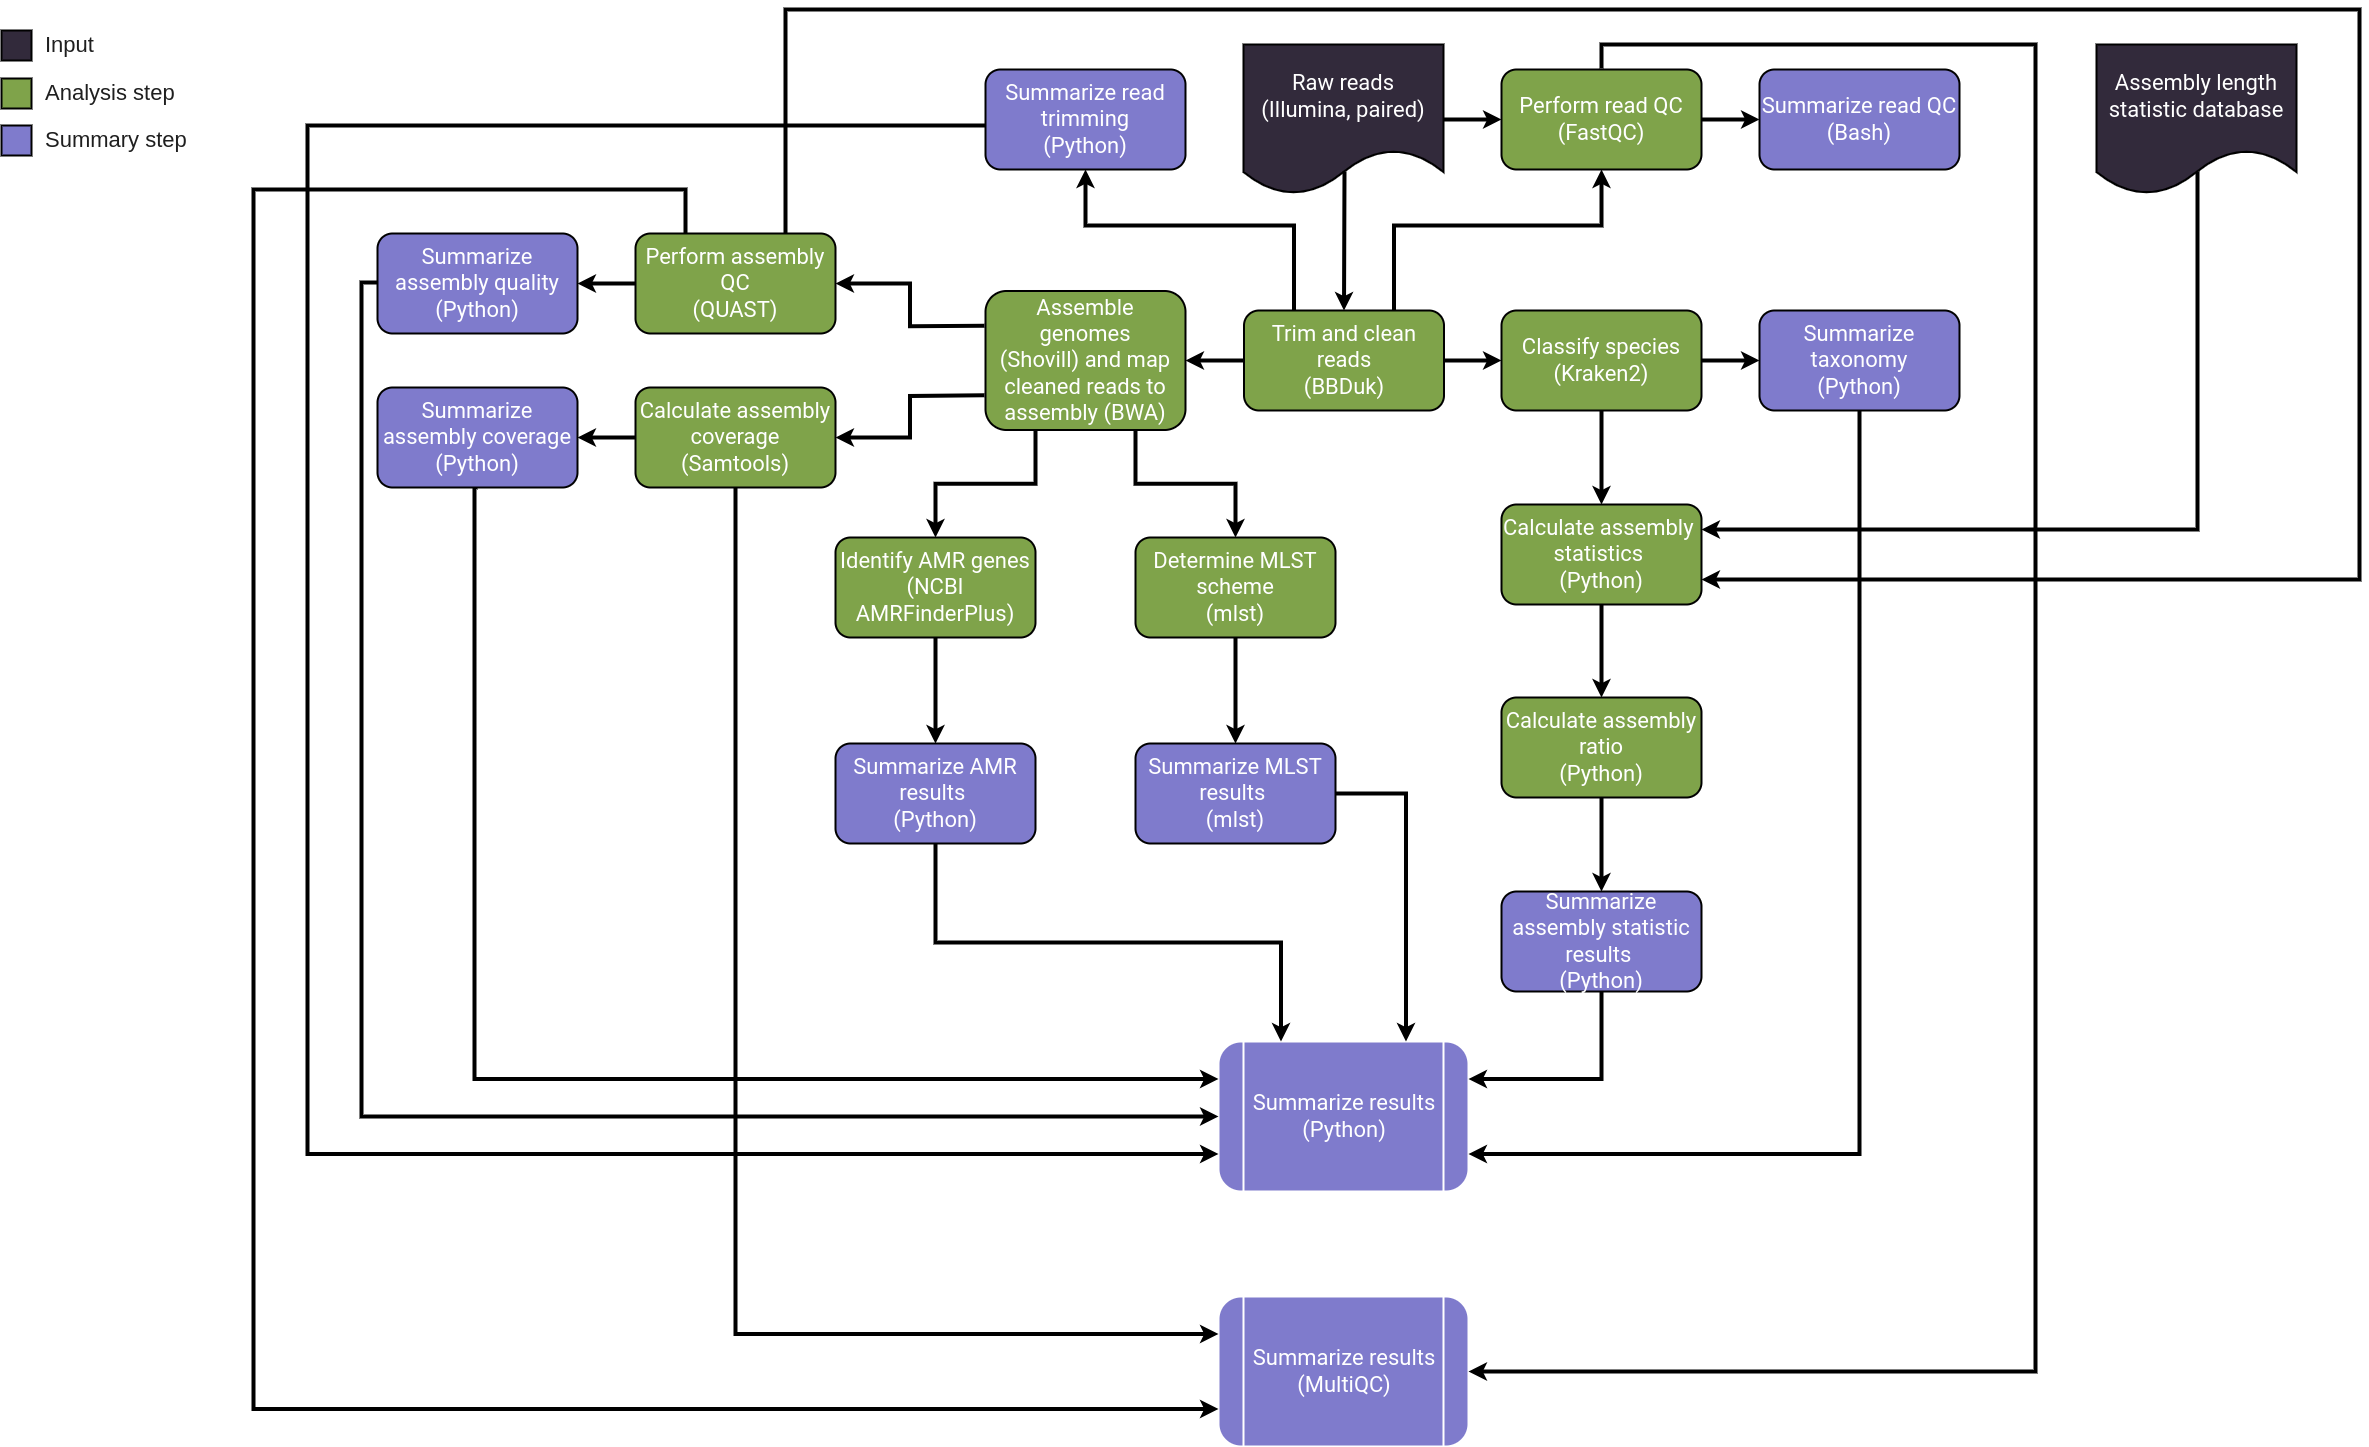 Input
Analysis step
Summary step
Summarize read
trimming
(Python)
Raw reads
(Illumina, paired)
Perform read QC
(FastQC)
Summarize read QC
(Bash)
Assembly length
statistic database
Summarize
assembly quality
(Python)
Perform assembly
QC
(QUAST)
Assemble
genomes
(Shovill) and map
cleaned reads to
assembly (BWA)
Trim and clean
reads
(BBDuk)
Classify species
(Kraken2)
Summarize
taxonomy
(Python)
Summarize
assembly coverage
(Python)
Calculate assembly
coverage
(Samtools)
Identify AMR genes
(NCBI
AMRFinderPlus)
Determine MLST
scheme
(mlst)
Calculate assembly
statistics
(Python)
Summarize AMR
results
(Python)
Summarize MLST
results
(mlst)
Calculate assembly
ratio
(Python)
Summarize
assembly statistic
results
(Python)
Summarize results
(Python)
Summarize results
(MultiQC)